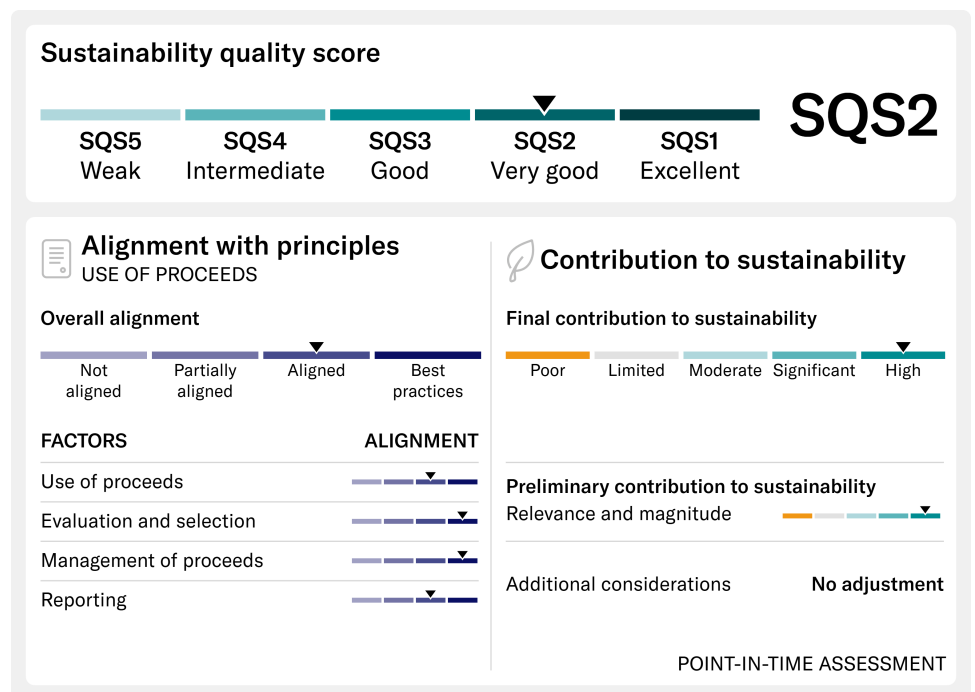 Sustainability quality score
SQS2
SQS5
SQS4
SQS3
SQS2
SQS1
Weak
Intermediate
Good
Very good
Excellent
Alignment with principles
USE OF PROCEEDS
Overall alignment
Not
aligned
Partially
aligned
Aligned
Best
practices
FACTORS
ALIGNMENT
Use of proceeds
Evaluation and selection
Management of proceeds
Reporting
Contribution to sustainability
Final contribution to sustainability
Poor
Limited
Moderate
Significant
High
Preliminary contribution to sustainability
Relevance and magnitude
Additional considerations
No adjustment
POINT-IN-TIME ASSESSMENT